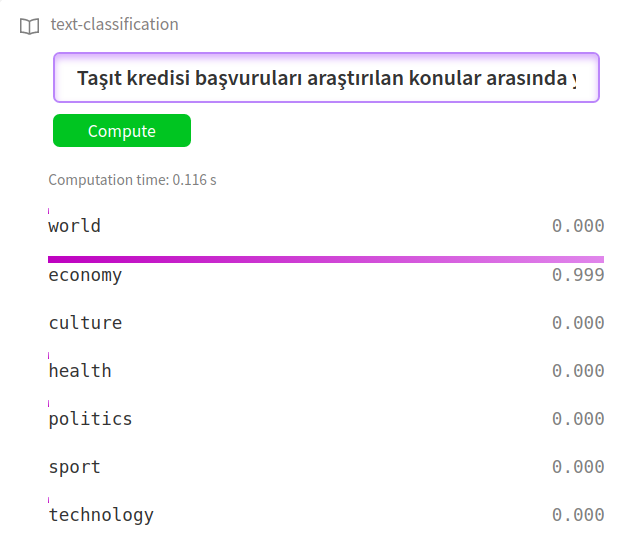 text-classification
Taşıt kredisi başvuruları araştırılan konular arasında
Compute
Computation time: 0.116 s
world 0.000
economy 0.999
culture 0.000
health 0.000
politics 0.000
sport 0.000
technology 0.000